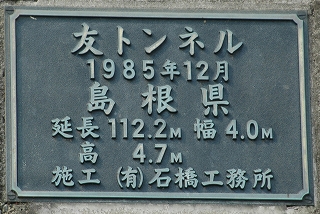 友トンネル
1985年12月
島根県
延長 112.2M 幅 4.0M
高 4.7M
施工 (有)石橋工務所